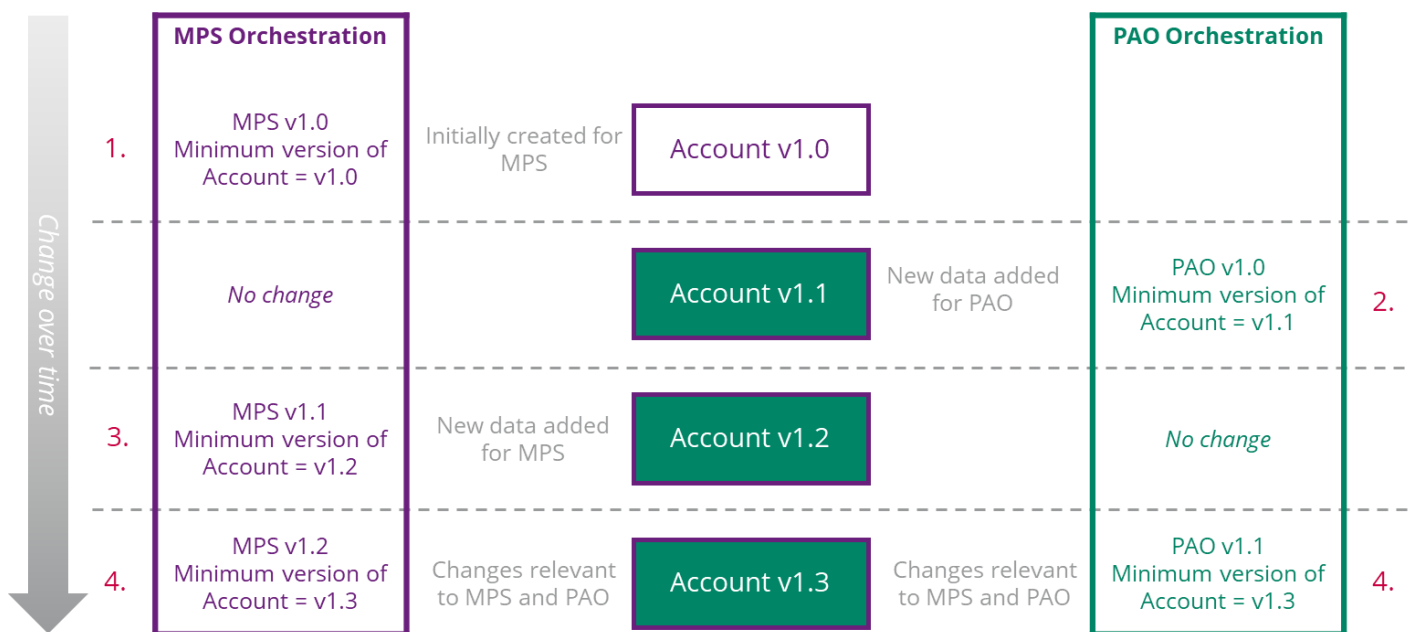 MPS Orchestration
PAO Orchestration
Change over time
1.
MPS v1.0
Minimum version of
Account = v1.0
Initially created for
MPS
Account v1.0
No change
Account v1.1
New data added
for PAO
PAO v1.0
Minimum version of
Account = v1.1
2.
3.
MPS v1.1
Minimum version of
Account = v1.2
New data added
for MPS
Account v1.2
No change
4.
MPS v1.2
Minimum version of
Account = v1.3
Changes relevant
to MPS and PAO
Account v1.3
Changes relevant
to MPS and PAO
PAO v1.1
Minimum version of
Account = v1.3
4.